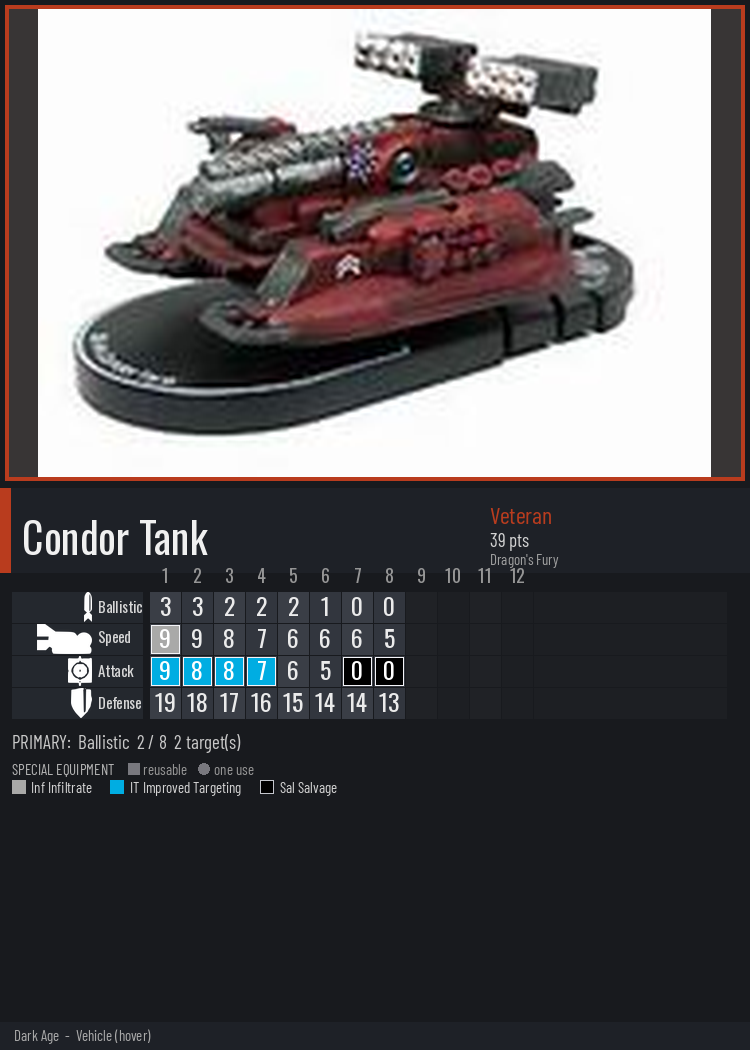 Condor Tank
Veteran
39 pts
Dragon's Fury
1 2 3 4 5 6 7 8 9 10 11 12
Ballistic 3 3 2 2 2 1 0 0
Speed 9 9 8 7 6 6 6 5
Attack 9 8 8 7 6 5 0 0
Defense 19 18 17 16 15 14 14 13
PRIMARY: Ballistic 2 / 8 2 target(s)
SPECIAL EQUIPMENT reusable one use
Inf Infiltrate IT Improved Targeting Sal Salvage
Dark Age - Vehicle (hover)